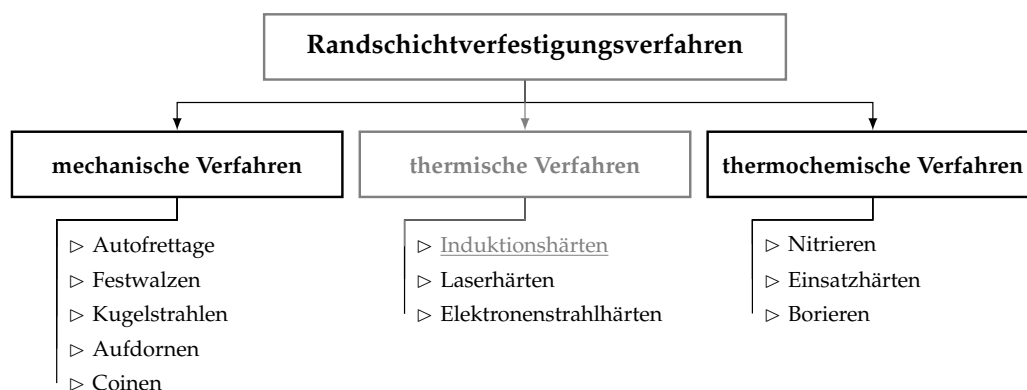 Randschichtverfestigungsverfahren
mechanische Verfahren
▷ Autofrettage
▷ Festwalzen
▷ Kugelstrahlen
▷ Aufdornen
▷ Coinen
thermische Verfahren
▷ Induktionshärten
▷ Laserhärten
▷ Elektronenstrahlhärten
thermochemische Verfahren
▷ Nitrieren
▷ Einsatzhärten
▷ Borieren